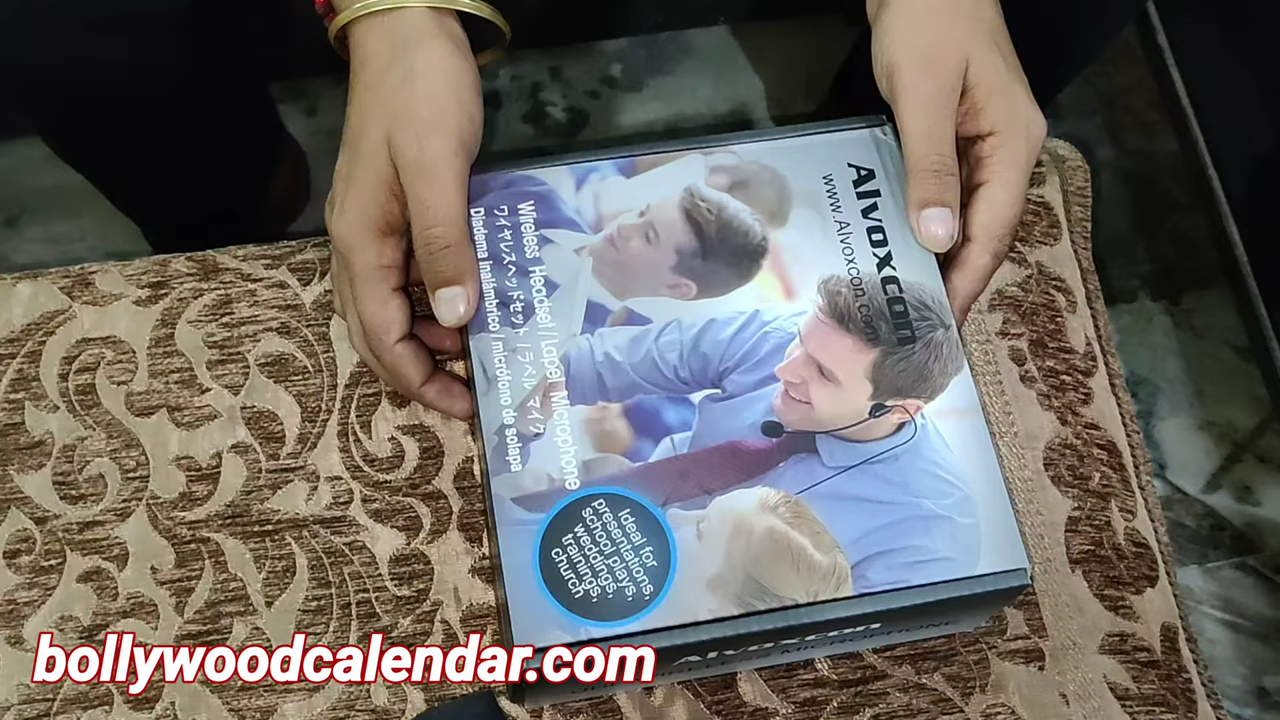 Alvoxcon
www.Alvoxcon.com
Wireless Headset/Lapel Microphone
ワイヤレスヘッドセット/ラペルマイク
Diadema inalámbrico / micrófono de solapa
Ideal for
presentations,
school plays,
weddings,
trainings,
church
Alvoxcon
WIRELESS MICROPHONE
bollywoodcalendar.com